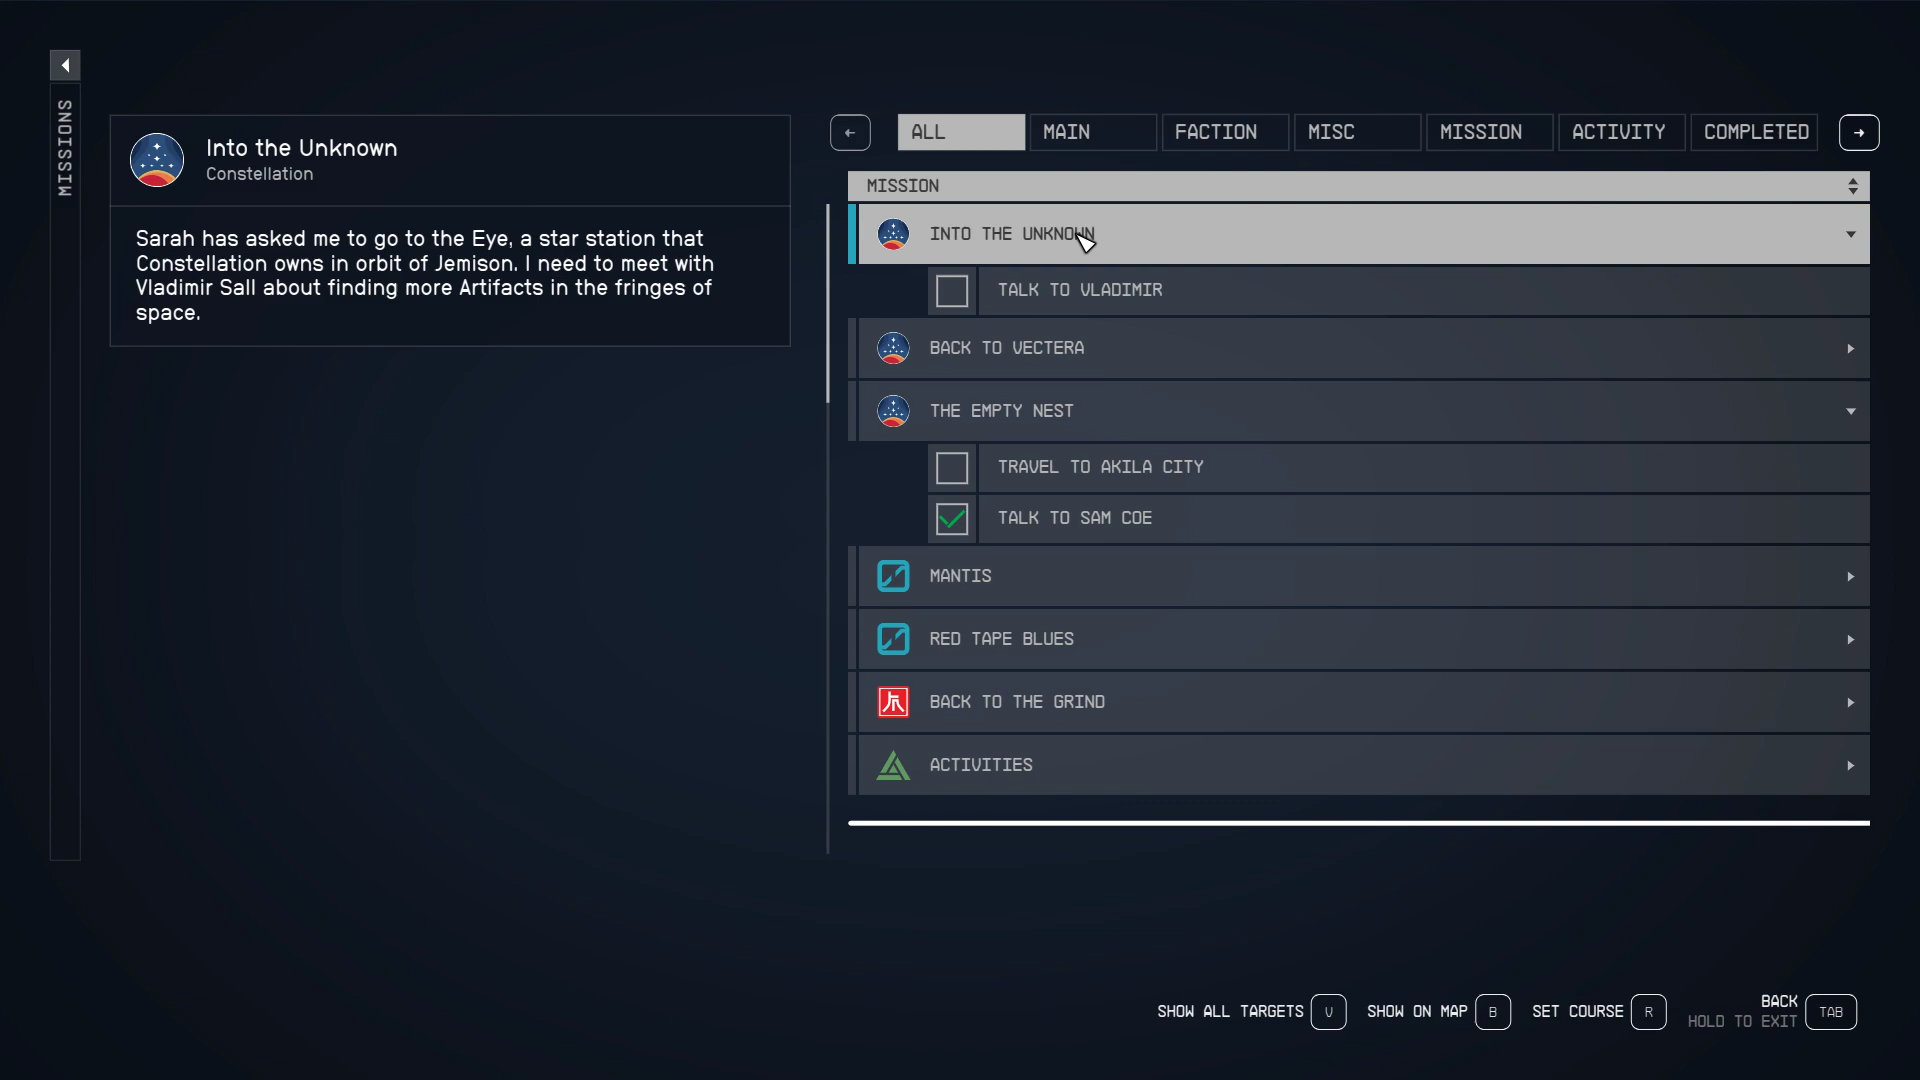 MISSIONS
Into the Unknown
Constellation
Sarah has asked me to go to the Eye, a star station that
Constellation owns in orbit of Jemison. I need to meet with
Vladimir Sall about finding more Artifacts in the fringes of
space.
ALL
MAIN
FACTION
MISC
MISSION
ACTIVITY
COMPLETED
MISSION
INTO THE UNKNOWN
TALK TO VLADIMIR
BACK TO VECTERA
THE EMPTY NEST
TRAVEL TO AKILA CITY
TALK TO SAM COE
MANTIS
RED TAPE BLUES
BACK TO THE GRIND
ACTIVITIES
SHOW ALL TARGETS V
SHOW ON MAP B
SET COURSE R
BACK
HOLD TO EXIT
TAB